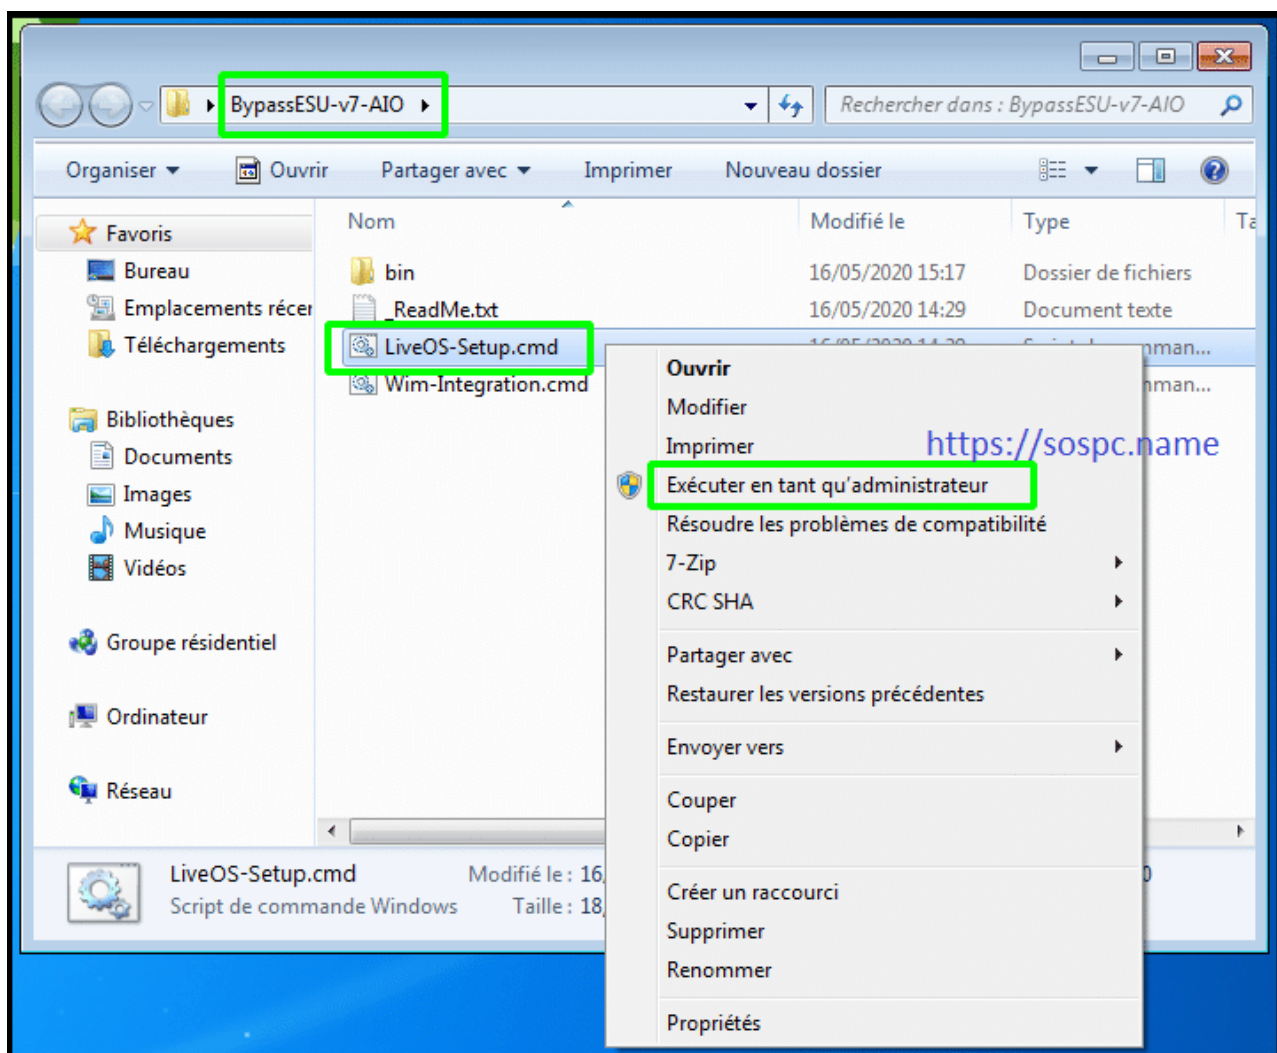 BypassESU-v7-AIO
Rechercher dans : BypassESU-v7-AIO
Organiser Ouvrir Partager avec Imprimer Nouveau dossier
Nom Modifié le Type
Favoris
Bureau
Emplacements récer
Téléchargements
Bibliothèques
Documents
Images
Musique
Vidéos
Groupe résidentiel
Ordinateur
Réseau
bin 16/05/2020 15:17 Dossier de fichiers
_ReadMe.txt 16/05/2020 14:29 Document texte
LiveOS-Setup.cmd
Wim-Integration.cmd
Ouvrir
Modifier
Imprimer
https://sospc.name
Exécuter en tant qu'administrateur
Résoudre les problèmes de compatibilité
7-Zip
CRC SHA
Partager avec
Restaurer les versions précédentes
Envoyer vers
Couper
Copier
Créer un raccourci
Supprimer
Renommer
Propriétés
LiveOS-Setup.cmd Modifié le : 16
Script de commande Windows Taille : 18,